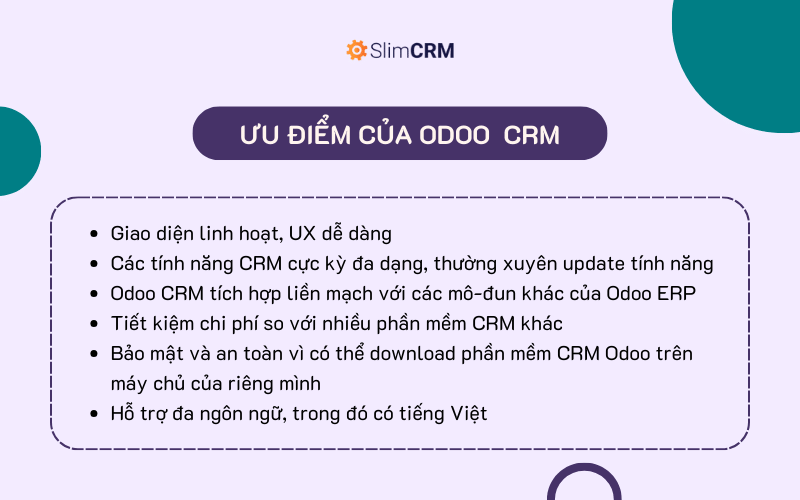 SlimCRM
ƯU ĐIỂM CỦA ODOO CRM
• Giao diện linh hoạt, UX dễ dàng
• Các tính năng CRM cực kỳ đa dạng, thường xuyên update tính năng
• Odoo CRM tích hợp liền mạch với các mô-đun khác của Odoo ERP
• Tiết kiệm chi phí so với nhiều phần mềm CRM khác
• Bảo mật và an toàn vì có thể download phần mềm CRM Odoo trên
máy chủ của riêng mình
• Hỗ trợ đa ngôn ngữ, trong đó có tiếng Việt